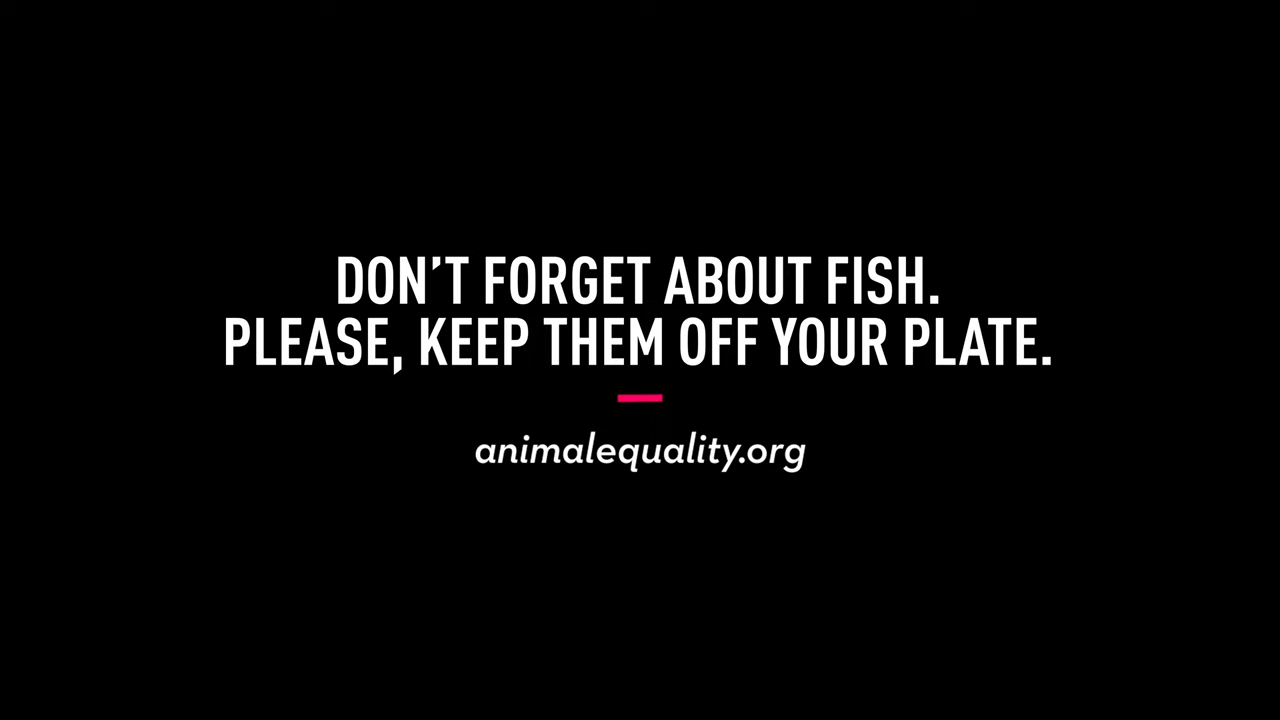 DON’T FORGET ABOUT FISH.
PLEASE, KEEP THEM OFF YOUR PLATE.
animalequality.org